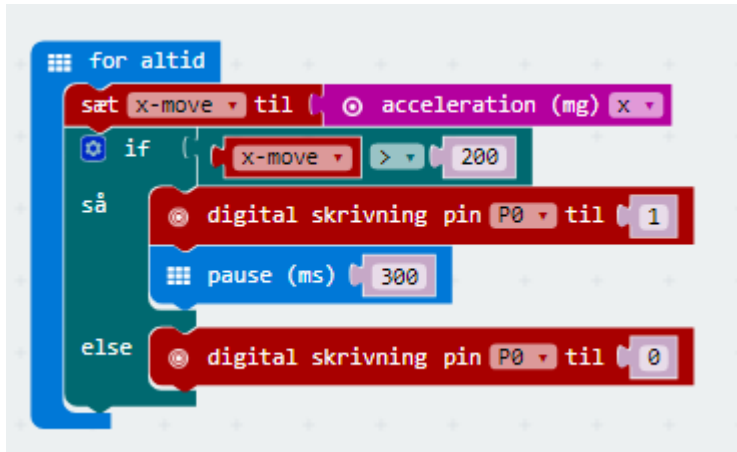 for altid
sæt x-move til acceleration (mg) x
if x-move > 200
så digital skrivning pin P0 til 1
pause (ms) 300
else digital skrivning pin P0 til 0